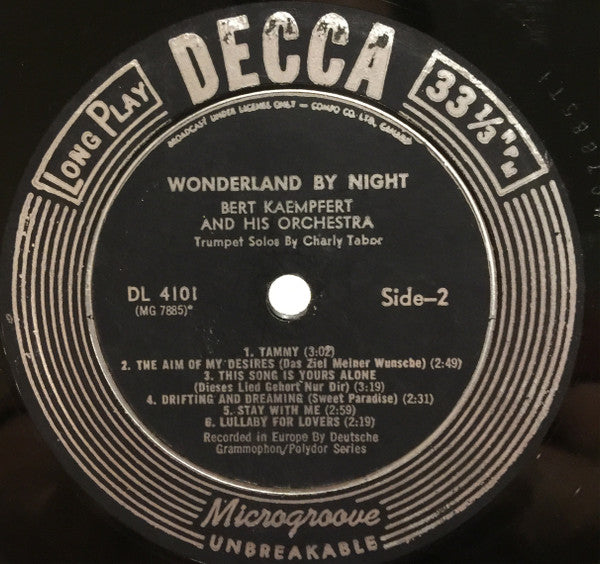 DECCA
LONG PLAY
33 1/3 RPM
BROADCAST UNDER LICENSE ONLY — COMPO CO. LTD., CANADA
WONDERLAND BY NIGHT
BERT KAEMPFERT
AND HIS ORCHESTRA
Trumpet Solos By Charly Tabor
DL 4101
(MG 7885)*
Side-2
1. TAMMY (3:02)
2. THE AIM OF MY DESIRES (Das Ziel Meiner Wunsche) (2:49)
3. THIS SONG IS YOURS ALONE
(Dieses Lied Gehort Nur Dir) (3:19)
4. DRIFTING AND DREAMING (Sweet Paradise) (2:31)
5. STAY WITH ME (2:59)
6. LULLABY FOR LOVERS (2:19)
Recorded in Europe By Deutsche
Grammophon/Polydor Series
Microgroove
UNBREAKABLE